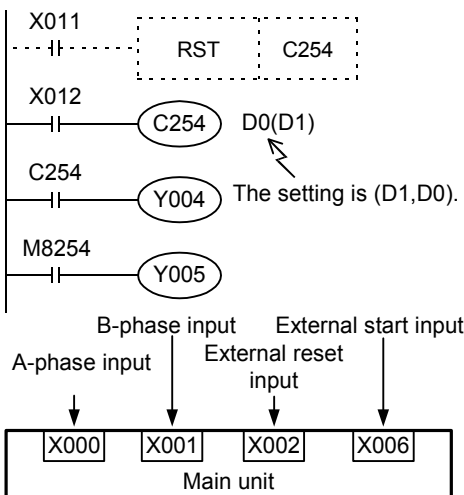 X011
RST C254
X012
C254 D0(D1)
C254
Y004 The setting is (D1,D0).
M8254
Y005
B-phase input External start input
A-phase input External reset
input
X000 X001 X002 X006
Main unit